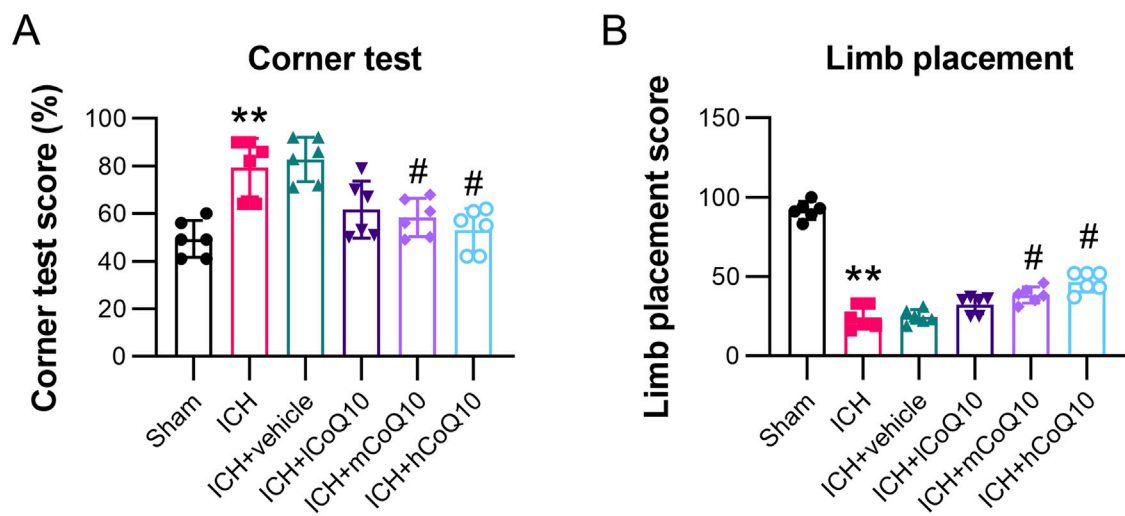 A
Corner test
Corner test score (%)
100
80
60
40
20
0
**
#
#
Sham
ICH
ICH+vehicle
ICH+lCoQ10
ICH+mCoQ10
ICH+hCoQ10
B
Limb placement
Limb placement score
150
100
50
0
**
#
#
Sham
ICH
ICH+vehicle
ICH+lCoQ10
ICH+mCoQ10
ICH+hCoQ10